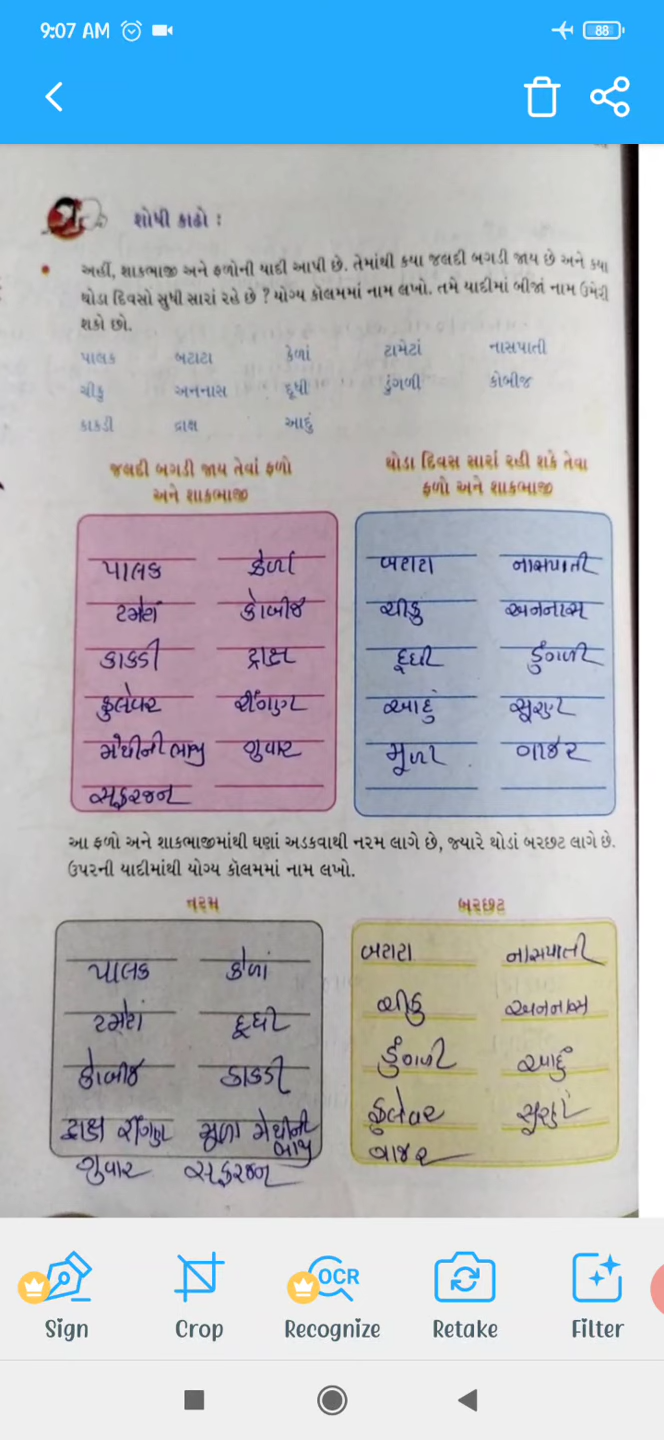 9:07 AM
88
શોધી કાઢો :
• અહીં, શાકભાજી અને ફળોની યાદી આપી છે. તેમાંથી કયા જલદી બગડી જાય છે અને કયા
થોડા દિવસો સુધી સારાં રહે છે ? યોગ્ય કૉલમમાં નામ લખો. તમે યાદીમાં બીજાં નામ ઉમેરી
શકો છો.
પાલક બટાટા કેળાં ટામેટાં નાસપાતી
ચીકુ અનનાસ દૂધી ડુંગળી કોબીજ
કાકડી દ્રાક્ષ આદું
જલદી બગડી જાય તેવાં ફળો
અને શાકભાજી
થોડા દિવસ સારાં રહી શકે તેવા
ફળો અને શાકભાજી
પાલક કેળાં
ટમેટાં કોબીજ
કાકડી દ્રાક્ષ
ફુલેવર રીંગણ
મેથીની ભાજી ગુવાર
સફરજન
બટાટા નાસપાતી
ચીકુ અનનાસ
દૂધી ડુંગળી
આદું સૂરણ
મૂળા ગાજર
આ ફળો અને શાકભાજીમાંથી ઘણાં અડકવાથી નરમ લાગે છે, જ્યારે થોડાં બરછટ લાગે છે.
ઉપરની યાદીમાંથી યોગ્ય કૉલમમાં નામ લખો.
નરમ
બરછટ
પાલક કેળાં
ટમેટાં દૂધી
કોબીજ કાકડી
દ્રાક્ષ રીંગણ મુળા મેથીની
ભાજી
ગુવાર સફરજન
બટાટા નાસપાતી
ચીકુ અનનાસ
ડુંગળી આદું
ફુલેવર સૂરણ
ગાજર
Sign Crop OCR Recognize Retake Filter